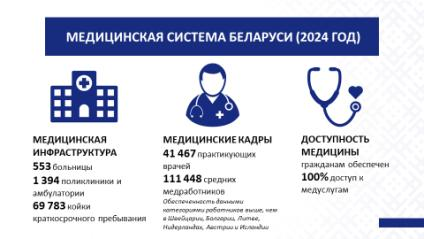 МЕДИЦИНСКАЯ СИСТЕМА БЕЛАРУСИ (2024 ГОД)
МЕДИЦИНСКАЯ
ИНФРАСТРУКТУРА
553 больницы
1 394 поликлиники и
амбулатории
69 783 койки
краткосрочного пребывания
МЕДИЦИНСКИЕ КАДРЫ
41 467 практикующих
врачей
111 448 средних
медработников
Обеспеченность данными
категориями работников выше, чем
в Швейцарии, Болгарии, Литве,
Нидерландах, Австрии и Исландии
ДОСТУПНОСТЬ
МЕДИЦИНЫ
гражданам обеспечен
100% доступ к
медуслугам